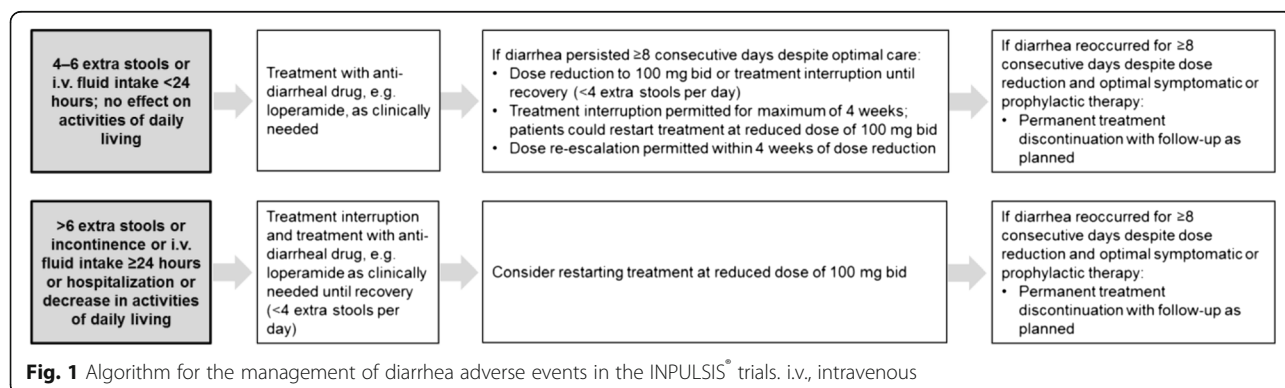 4–6 extra stools or
i.v. fluid intake <24
hours; no effect on
activities of daily
living
Treatment with anti-
diarrheal drug, e.g.
loperamide, as clinically
needed
If diarrhea persisted ≥8 consecutive days despite optimal care:
• Dose reduction to 100 mg bid or treatment interruption until
recovery (<4 extra stools per day)
• Treatment interruption permitted for maximum of 4 weeks;
patients could restart treatment at reduced dose of 100 mg bid
• Dose re-escalation permitted within 4 weeks of dose reduction
If diarrhea reoccurred for ≥8
consecutive days despite dose
reduction and optimal symptomatic or
prophylactic therapy:
• Permanent treatment
discontinuation with follow-up as
planned
>6 extra stools or
incontinence or i.v.
fluid intake ≥24 hours
or hospitalization or
decrease in activities
of daily living
Treatment interruption
and treatment with anti-
diarrheal drug, e.g.
loperamide as clinically
needed until recovery
(<4 extra stools per
day)
Consider restarting treatment at reduced dose of 100 mg bid
If diarrhea reoccurred for ≥8
consecutive days despite dose
reduction and optimal symptomatic or
prophylactic therapy:
• Permanent treatment
discontinuation with follow-up as
planned
Fig. 1 Algorithm for the management of diarrhea adverse events in the INPULSIS® trials. i.v., intravenous